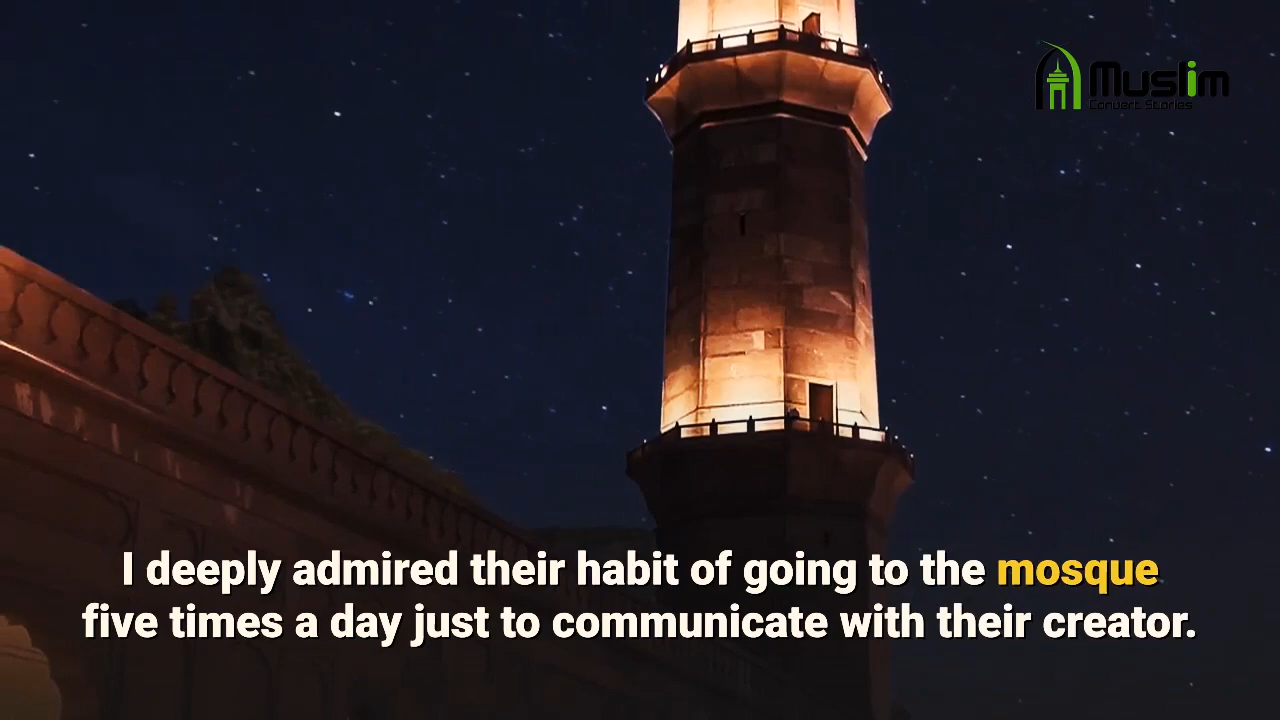 Muslim
Convert Stories
I deeply admired their habit of going to the mosque
five times a day just to communicate with their creator.